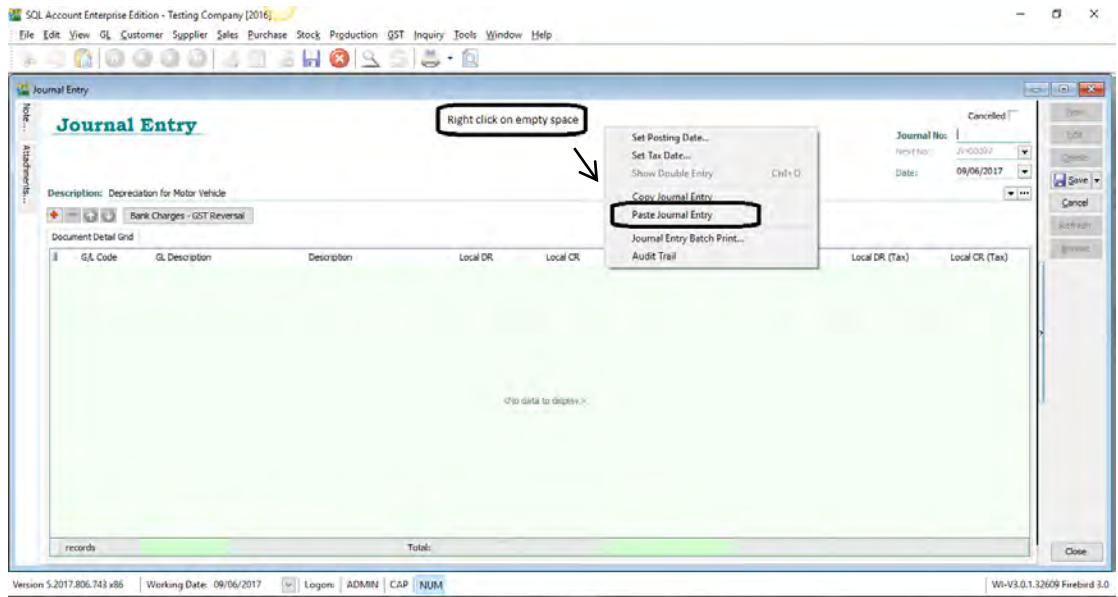 SQL Account Enterprise Edition - Testing Company [2016]
File Edit View GL Customer Supplier Sales Purchase Stock Production GST Inquiry Tools Window Help
Journal Entry
Note...
Attachments...
Journal Entry
Right click on empty space
Cancelled
Journal No:
Next No:
Date: 09/06/2017
Set Posting Date...
Set Tax Date...
Show Double Entry Ctrl+O
Copy Journal Entry
Paste Journal Entry
Journal Entry Batch Print...
Audit Trail
New
Edit
Delete
Save
Cancel
Refresh
Browse
Description: Depreciation for Motor Vehicle
Bank Charges - GST Reversal
Document Detail Grid
G/L Code GL Description Description Local DR Local CR Local DR (Tax) Local CR (Tax)
<No data to display>
records Total:
Close
Version 5.2017.806.743 x86 Working Date: 09/06/2017 Logon: ADMIN CAP NUM WI-V3.0.1.32609 Firebird 3.0